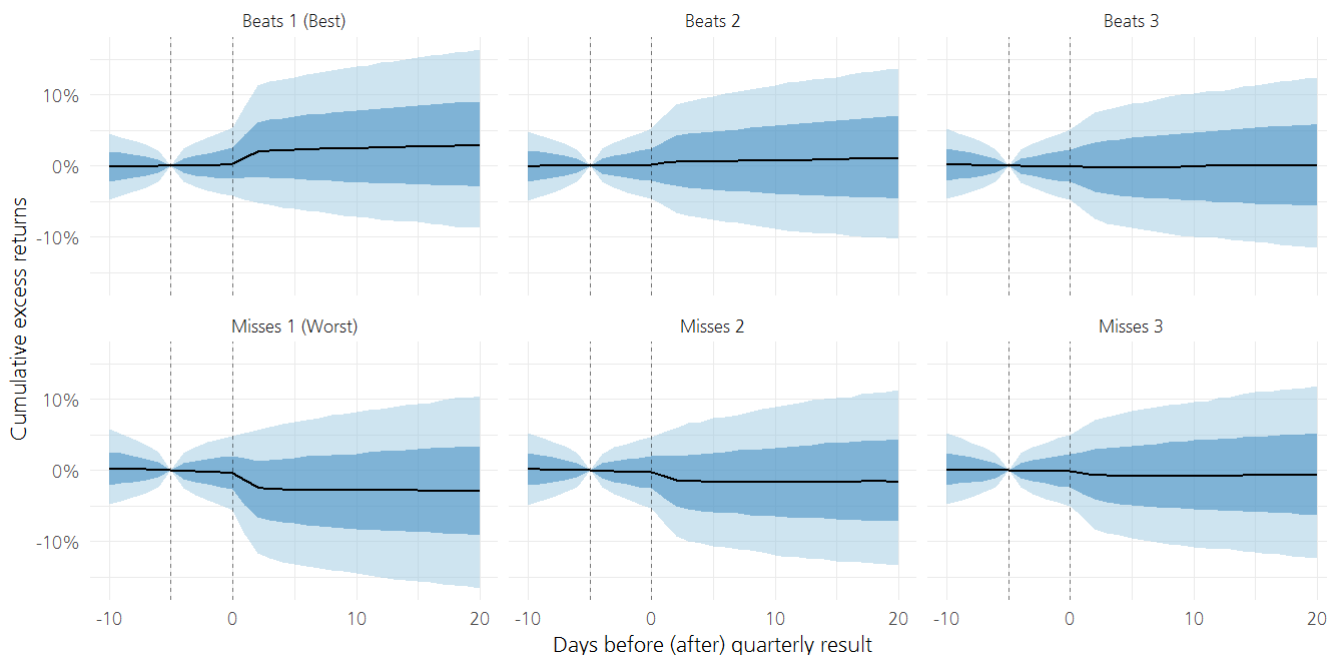 Beats 1 (Best)
Beats 2
Beats 3
10%
0%
-10%
Misses 1 (Worst)
Misses 2
Misses 3
10%
0%
-10%
Cumulative excess returns
-10 0 10 20
-10 0 10 20
-10 0 10 20
Days before (after) quarterly result